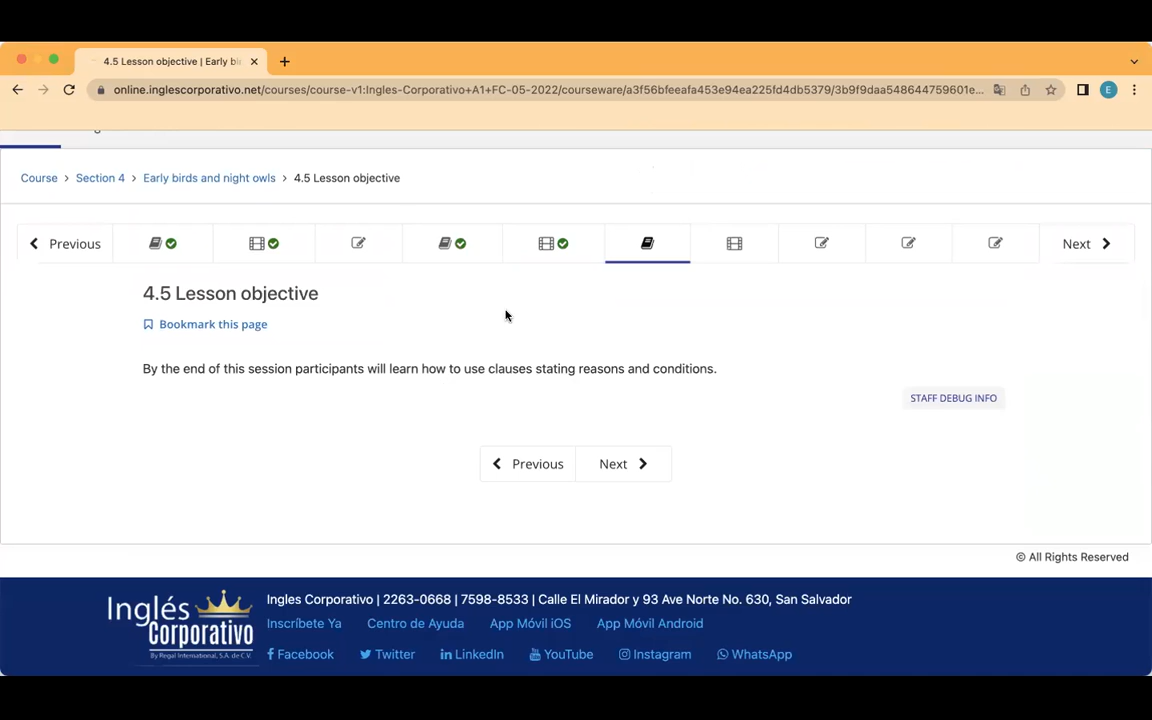 4.5 Lesson objective | Early bi
online.inglescorporativo.net/courses/course-v1:Ingles-Corporativo+A1+FC-05-2022/courseware/a3f56bfeeafa453e94ea225fd4db5379/3b9f9daa548644759601e...
E
Course > Section 4 > Early birds and night owls > 4.5 Lesson objective
Previous
Next
4.5 Lesson objective
Bookmark this page
By the end of this session participants will learn how to use clauses stating reasons and conditions.
STAFF DEBUG INFO
Previous
Next
© All Rights Reserved
Inglés Corporativo
By Regal International, S.A. de C.V.
Ingles Corporativo | 2263-0668 | 7598-8533 | Calle El Mirador y 93 Ave Norte No. 630, San Salvador
Inscríbete Ya Centro de Ayuda App Móvil iOS App Móvil Android
Facebook Twitter LinkedIn YouTube Instagram WhatsApp